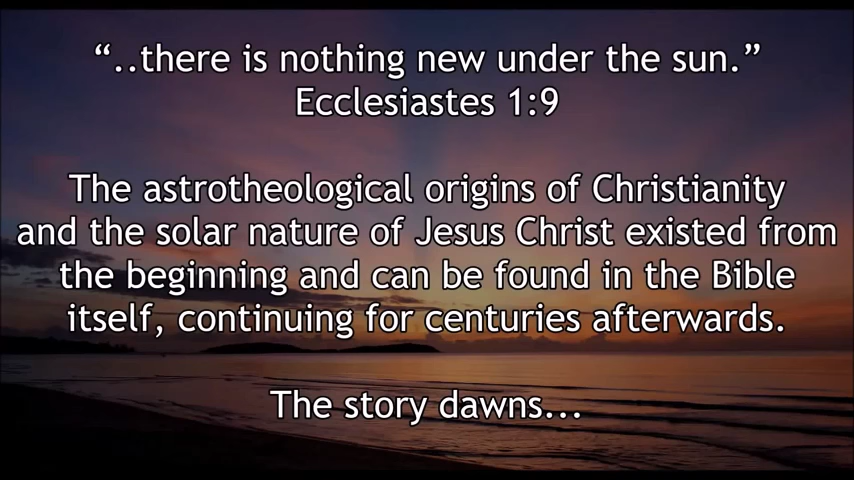 “..there is nothing new under the sun.”
Ecclesiastes 1:9
The astrotheological origins of Christianity
and the solar nature of Jesus Christ existed from
the beginning and can be found in the Bible
itself, continuing for centuries afterwards.
The story dawns...